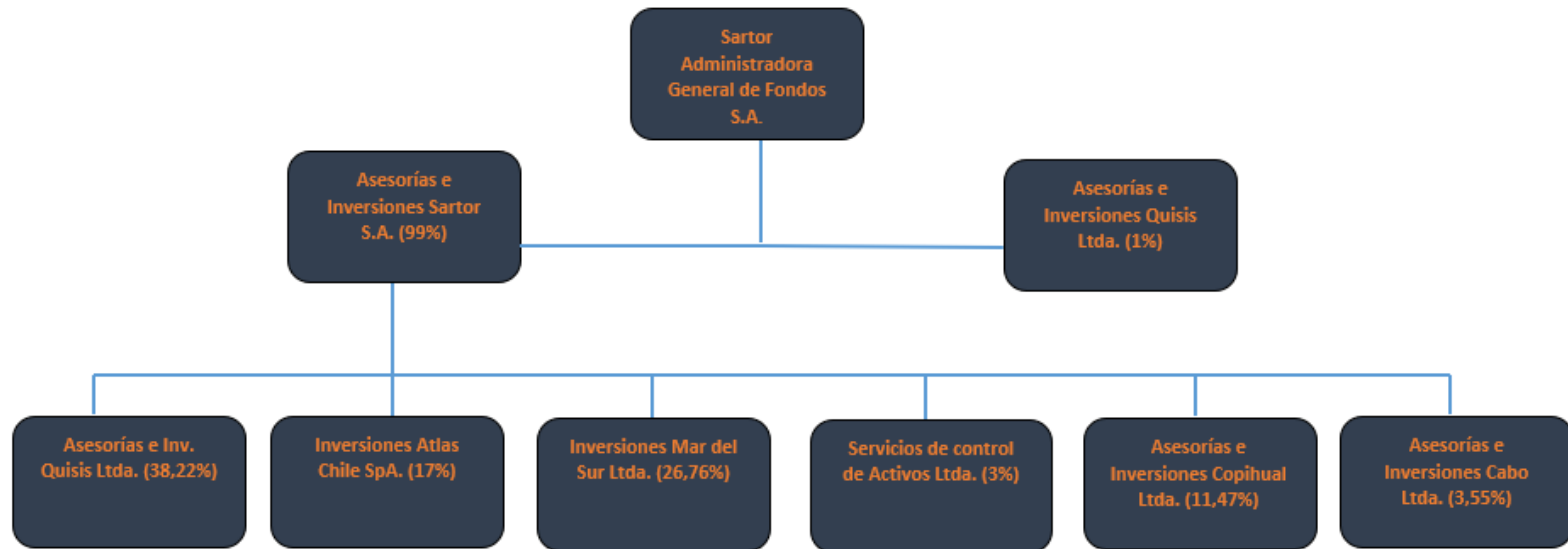 Sartor
Administradora
General de Fondos
S.A.
Asesorías e
Inversiones Sartor
S.A. (99%)
Asesorías e
Inversiones Quisis
Ltda. (1%)
Asesorías e Inv.
Quisis Ltda. (38,22%)
Inversiones Atlas
Chile SpA. (17%)
Inversiones Mar del
Sur Ltda. (26,76%)
Servicios de control
de Activos Ltda. (3%)
Asesorías e
Inversiones Copihual
Ltda. (11,47%)
Asesorías e
Inversiones Cabo
Ltda. (3,55%)